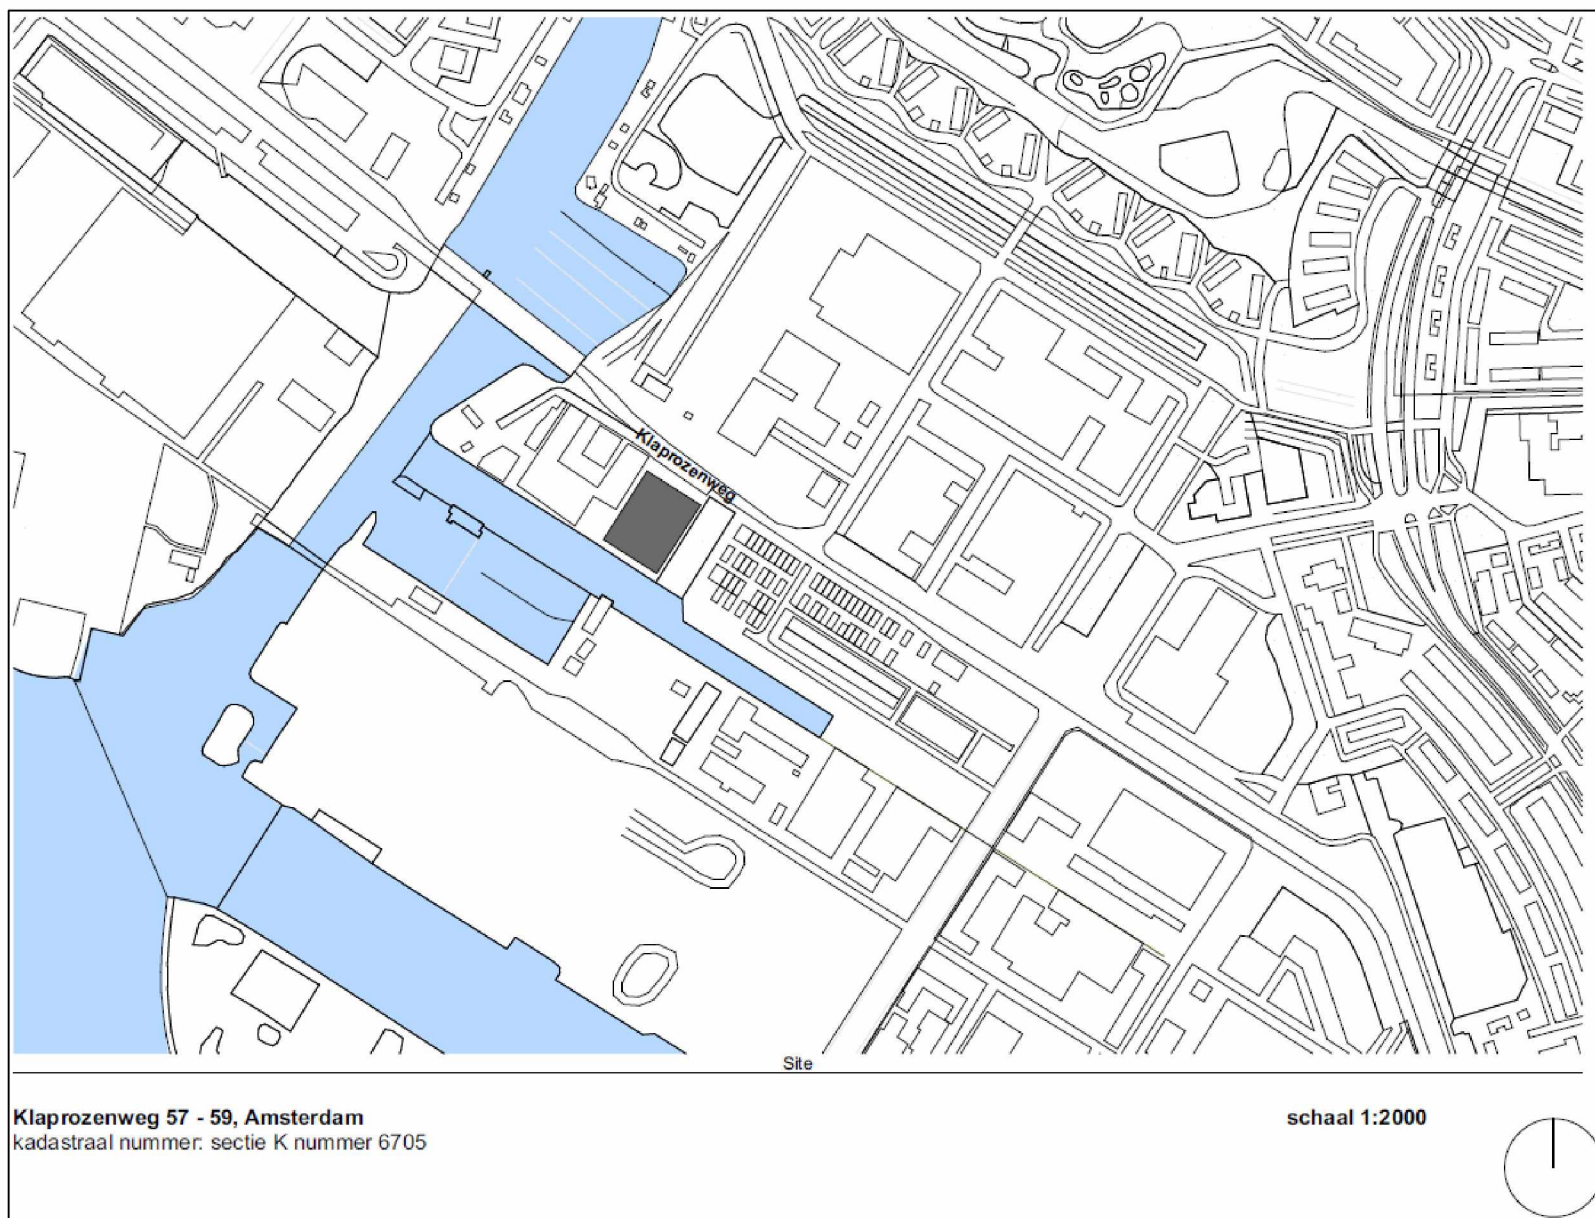 Klaprozenweg
Site
Klaprozenweg 57 - 59, Amsterdam
schaal 1:2000
kadastraal nummer: sectie K nummer 6705